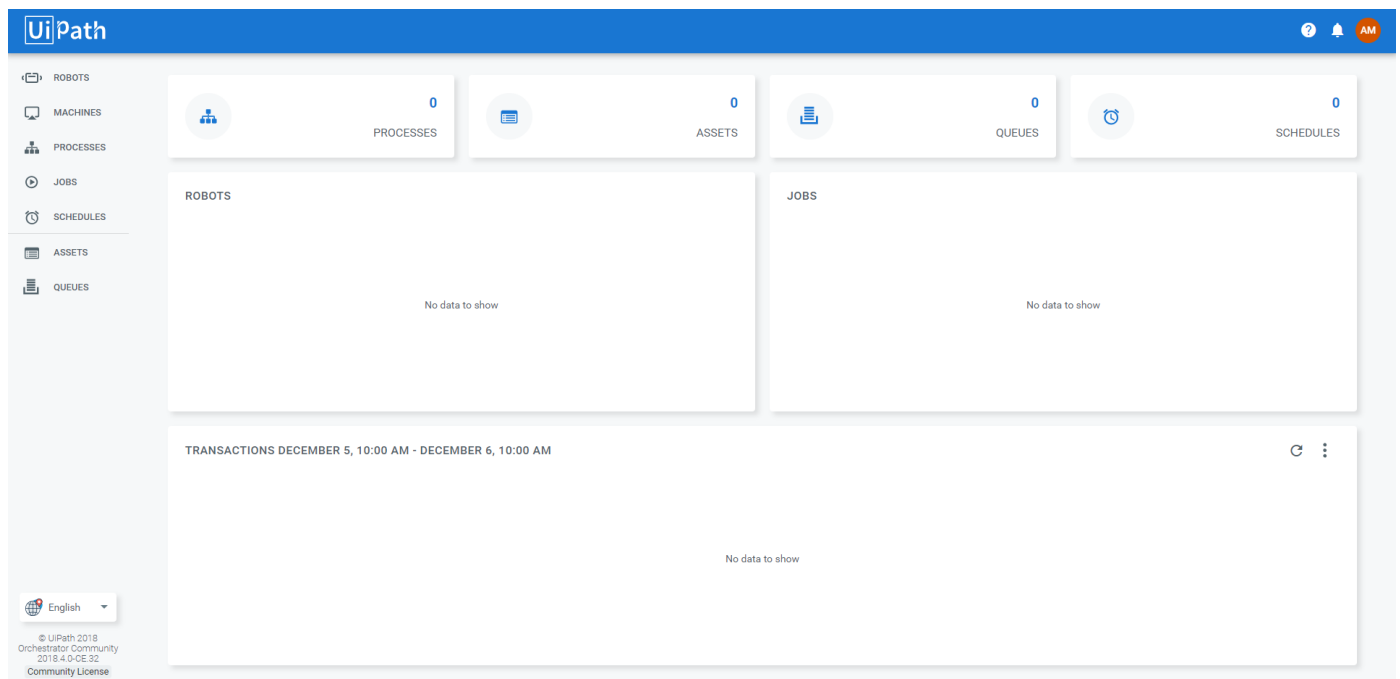 UiPath
AM
ROBOTS
MACHINES
PROCESSES
JOBS
SCHEDULES
ASSETS
QUEUES
0
PROCESSES
0
ASSETS
0
QUEUES
0
SCHEDULES
ROBOTS
No data to show
JOBS
No data to show
TRANSACTIONS DECEMBER 5, 10:00 AM - DECEMBER 6, 10:00 AM
No data to show
English
© UiPath 2018
Orchestrator Community
2018.4.0-CE.32
Community License